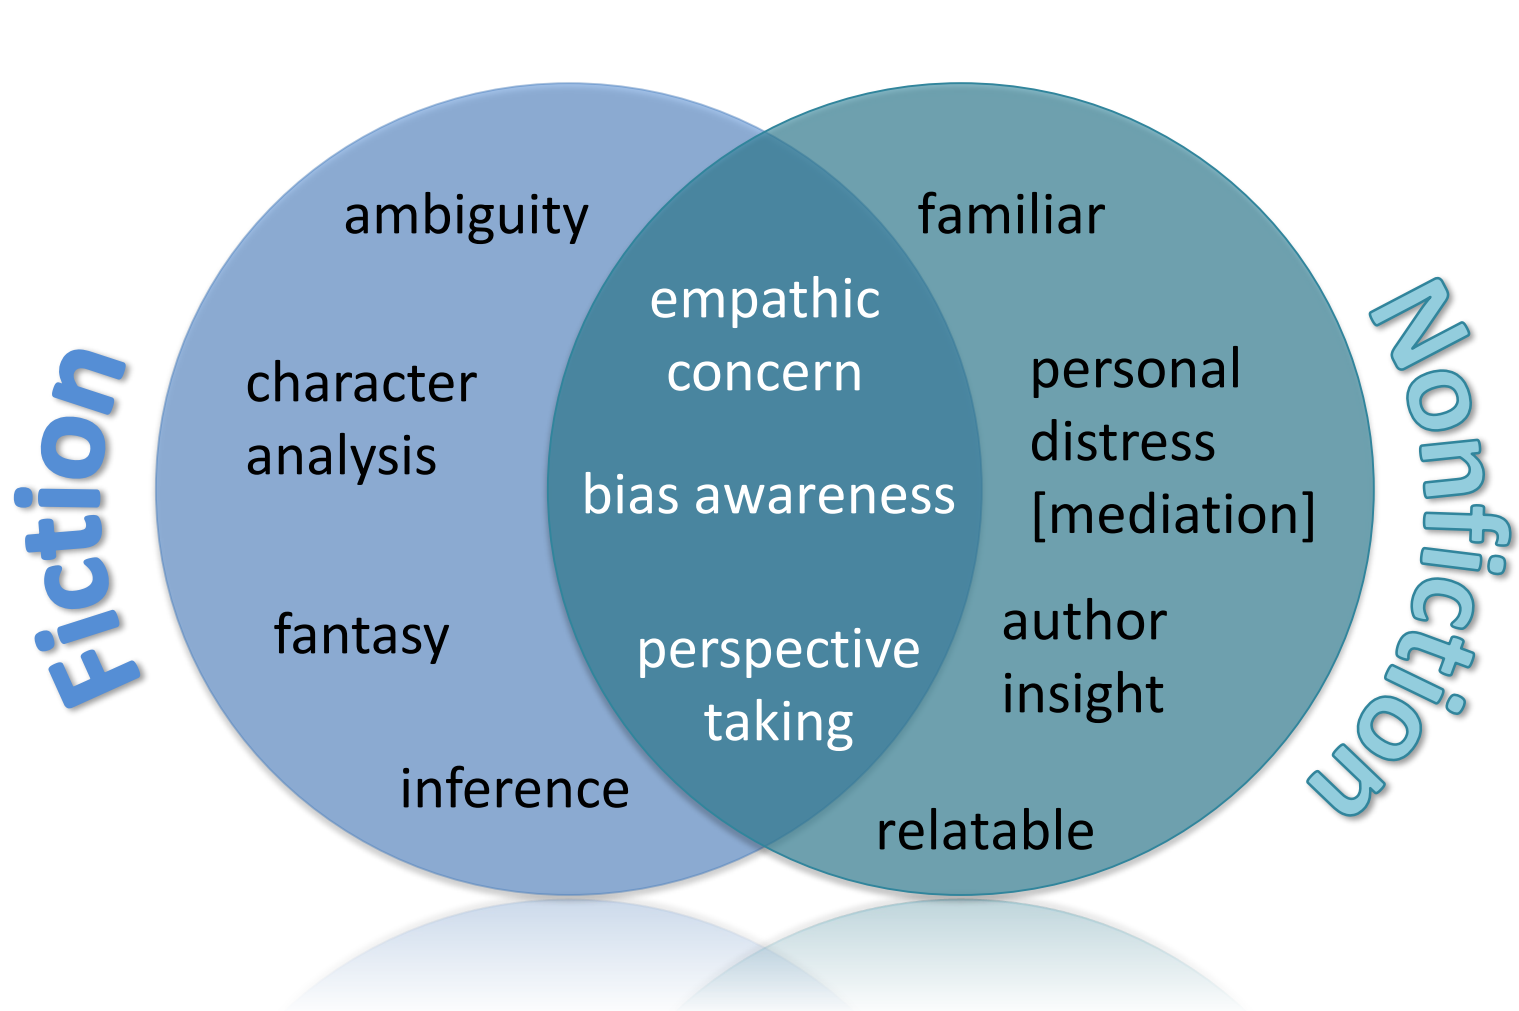 Fiction
ambiguity
character
analysis
fantasy
inference
empathic
concern
bias awareness
perspective
taking
familiar
personal
distress
[mediation]
author
insight
relatable
Nonfiction